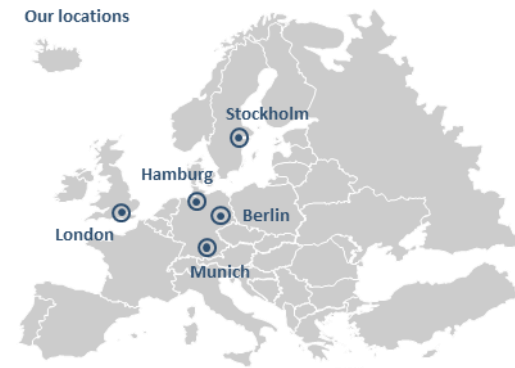 Our locations
Stockholm
Hamburg
Berlin
London
Munich